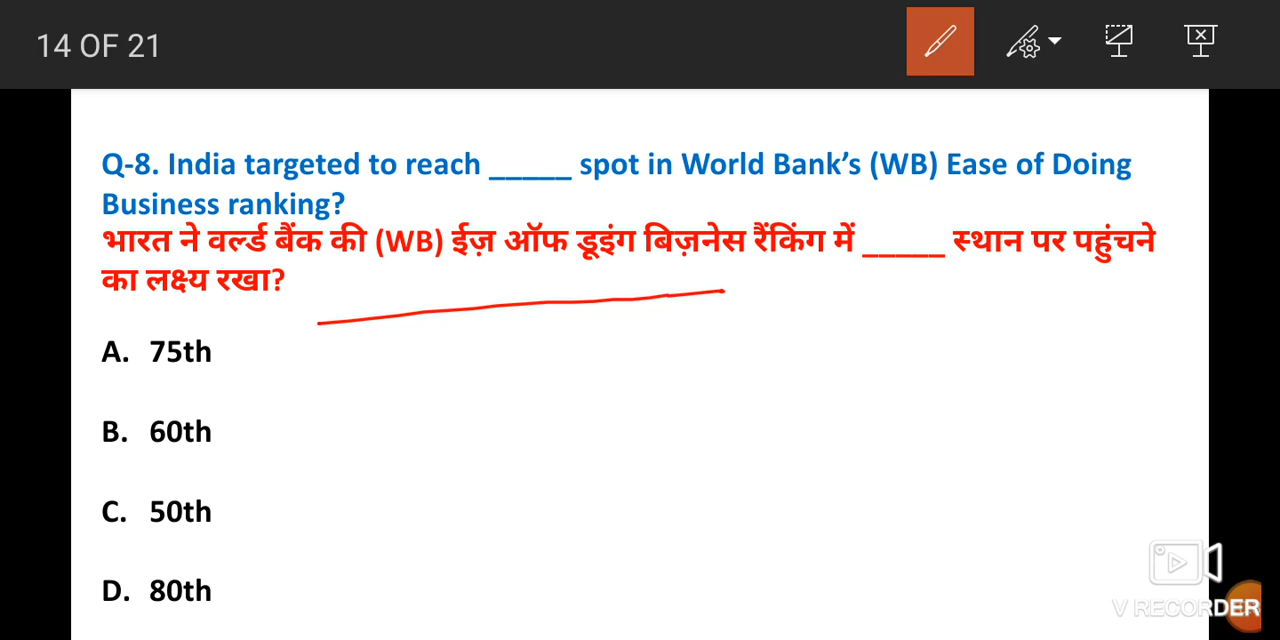 14 OF 21
Q-8. India targeted to reach _____ spot in World Bank’s (WB) Ease of Doing
Business ranking?
भारत ने वर्ल्ड बैंक की (WB) ईज़ ऑफ डूइंग बिज़नेस रैंकिंग में _____ स्थान पर पहुंचने
का लक्ष्य रखा?
A. 75th
B. 60th
C. 50th
D. 80th
V RECORDER